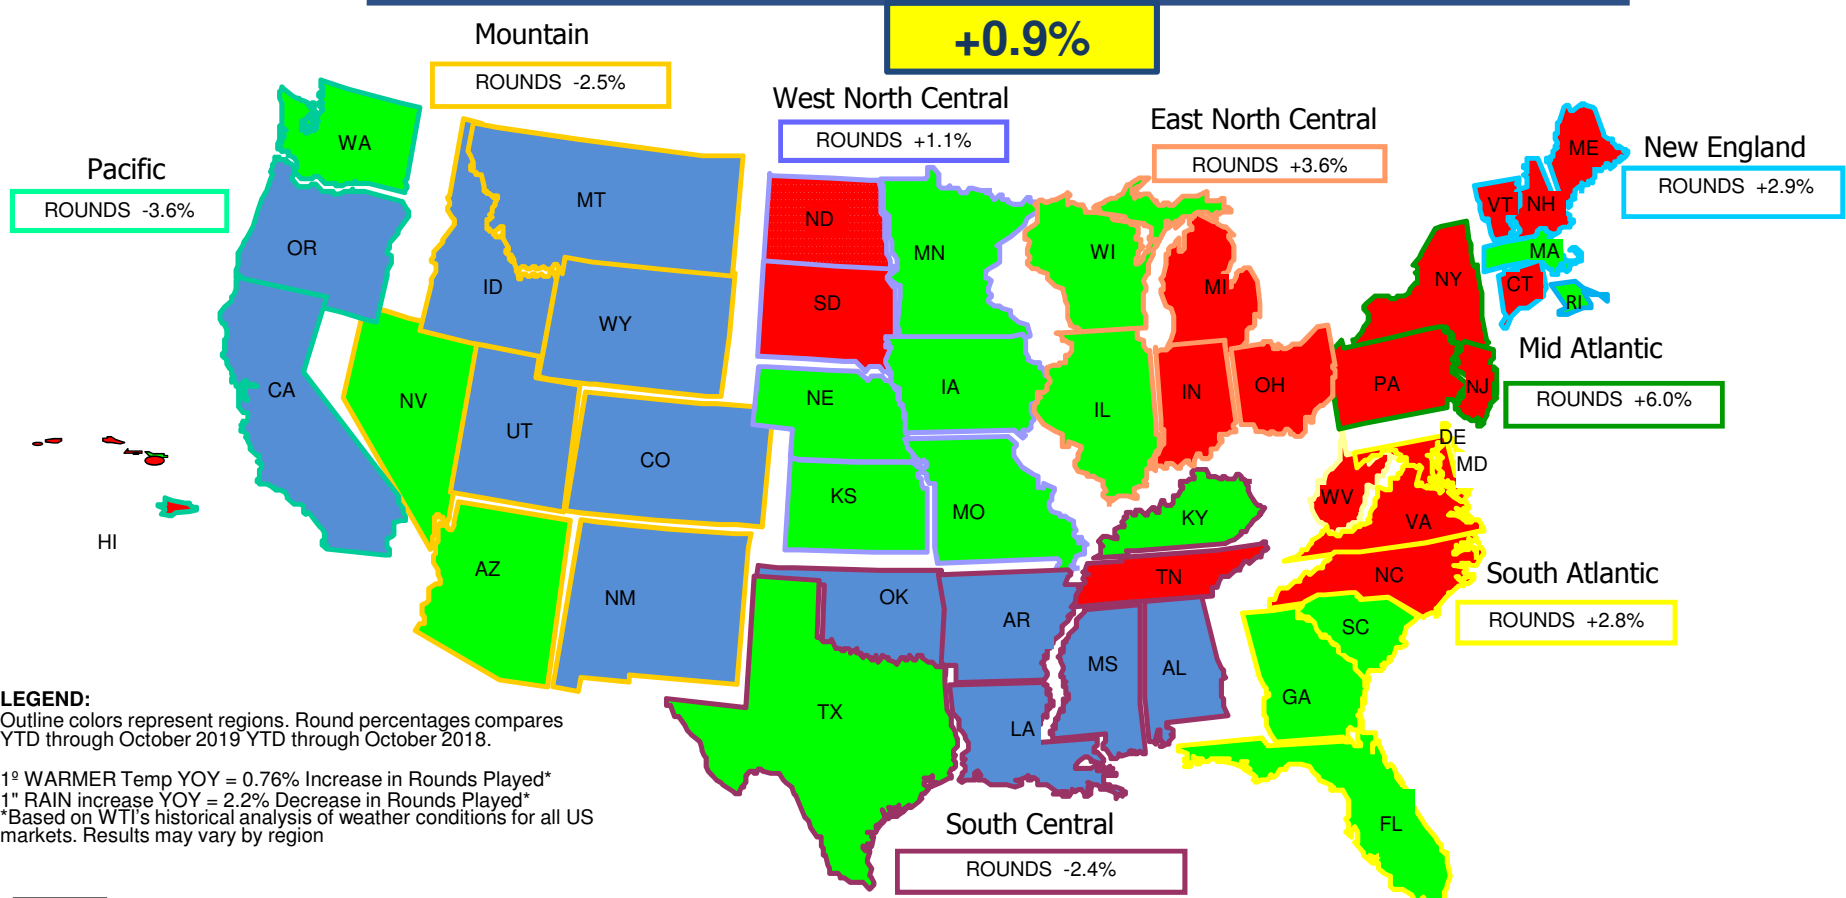 +0.9%
Mountain
ROUNDS -2.5%
West North Central
ROUNDS +1.1%
East North Central
ROUNDS +3.6%
New England
ROUNDS +2.9%
Pacific
ROUNDS -3.6%
Mid Atlantic
ROUNDS +6.0%
South Atlantic
ROUNDS +2.8%
South Central
ROUNDS -2.4%
WA
OR
CA
HI
MT
ID
WY
NV
UT
CO
AZ
NM
ND
SD
MN
NE
IA
KS
MO
WI
MI
IL
IN
OH
ME
VT
NH
MA
CT
RI
NY
PA
NJ
DE
MD
WV
VA
NC
SC
GA
FL
KY
TN
OK
AR
MS
AL
TX
LA
LEGEND:
Outline colors represent regions. Round percentages compares
YTD through October 2019 YTD through October 2018.
1º WARMER Temp YOY = 0.76% Increase in Rounds Played*
1" RAIN increase YOY = 2.2% Decrease in Rounds Played*
*Based on WTI's historical analysis of weather conditions for all US
markets. Results may vary by region